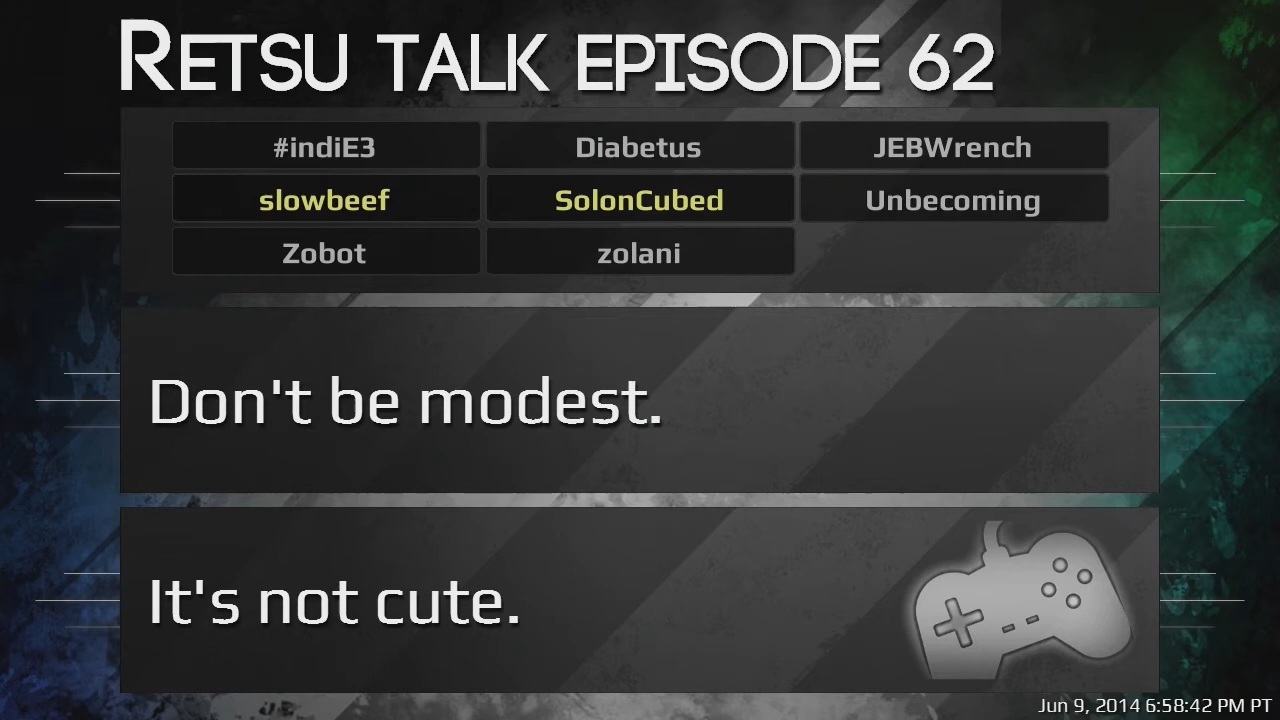 RETSU TALK EPISODE 62
#indiE3 Diabetus JEBWrench
slowbeef SolonCubed Unbecoming
Zobot zolani
Don't be modest.
It's not cute.
Jun 9, 2014 6:58:42 PM PT